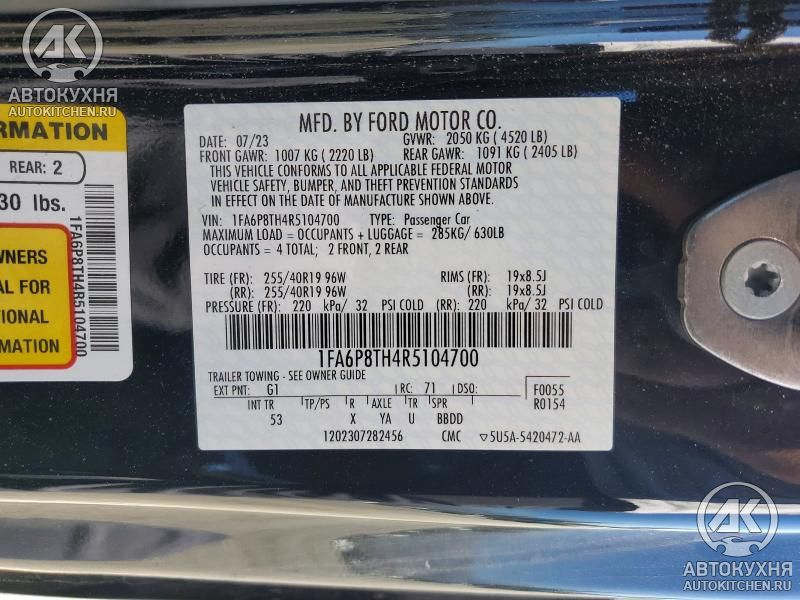 АК
АВТОКУХНЯ
AUTOKITCHEN.RU
RMATION
REAR: 2
30 lbs.
WNERS
AL FOR
TIONAL
FORMATION
1FA6P8TH4R5104700
MFD. BY FORD MOTOR CO.
DATE: 07/23 GVWR: 2050 KG ( 4520 LB)
FRONT GAWR: 1007 KG ( 2220 LB) REAR GAWR: 1091 KG ( 2405 LB)
THIS VEHICLE CONFORMS TO ALL APPLICABLE FEDERAL MOTOR
VEHICLE SAFETY, BUMPER, AND THEFT PREVENTION STANDARDS
IN EFFECT ON THE DATE OF MANUFACTURE SHOWN ABOVE.
VIN: 1FA6P8TH4R5104700 TYPE: Passenger Car
MAXIMUM LOAD = OCCUPANTS + LUGGAGE = 285KG/ 630LB
OCCUPANTS = 4 TOTAL; 2 FRONT, 2 REAR
TIRE (FR): 255/40R19 96W RIMS (FR): 19x8.5J
(RR): 255/40R19 96W (RR): 19x8.5J
PRESSURE (FR): 220 kPa/ 32 PSI COLD (RR): 220 kPa/ 32 PSI COLD
1FA6P8TH4R5104700
TRAILER TOWING - SEE OWNER GUIDE
EXT PNT: G1 RC: 71 DSO: F0055
INT TR TP/PS R AXLE TR SPR R0154
53 X YA U BBDD
1202307282456 CMC ▽5U5A-5420472-AA
АК
АВТОКУХНЯ
AUTOKITCHEN.RU